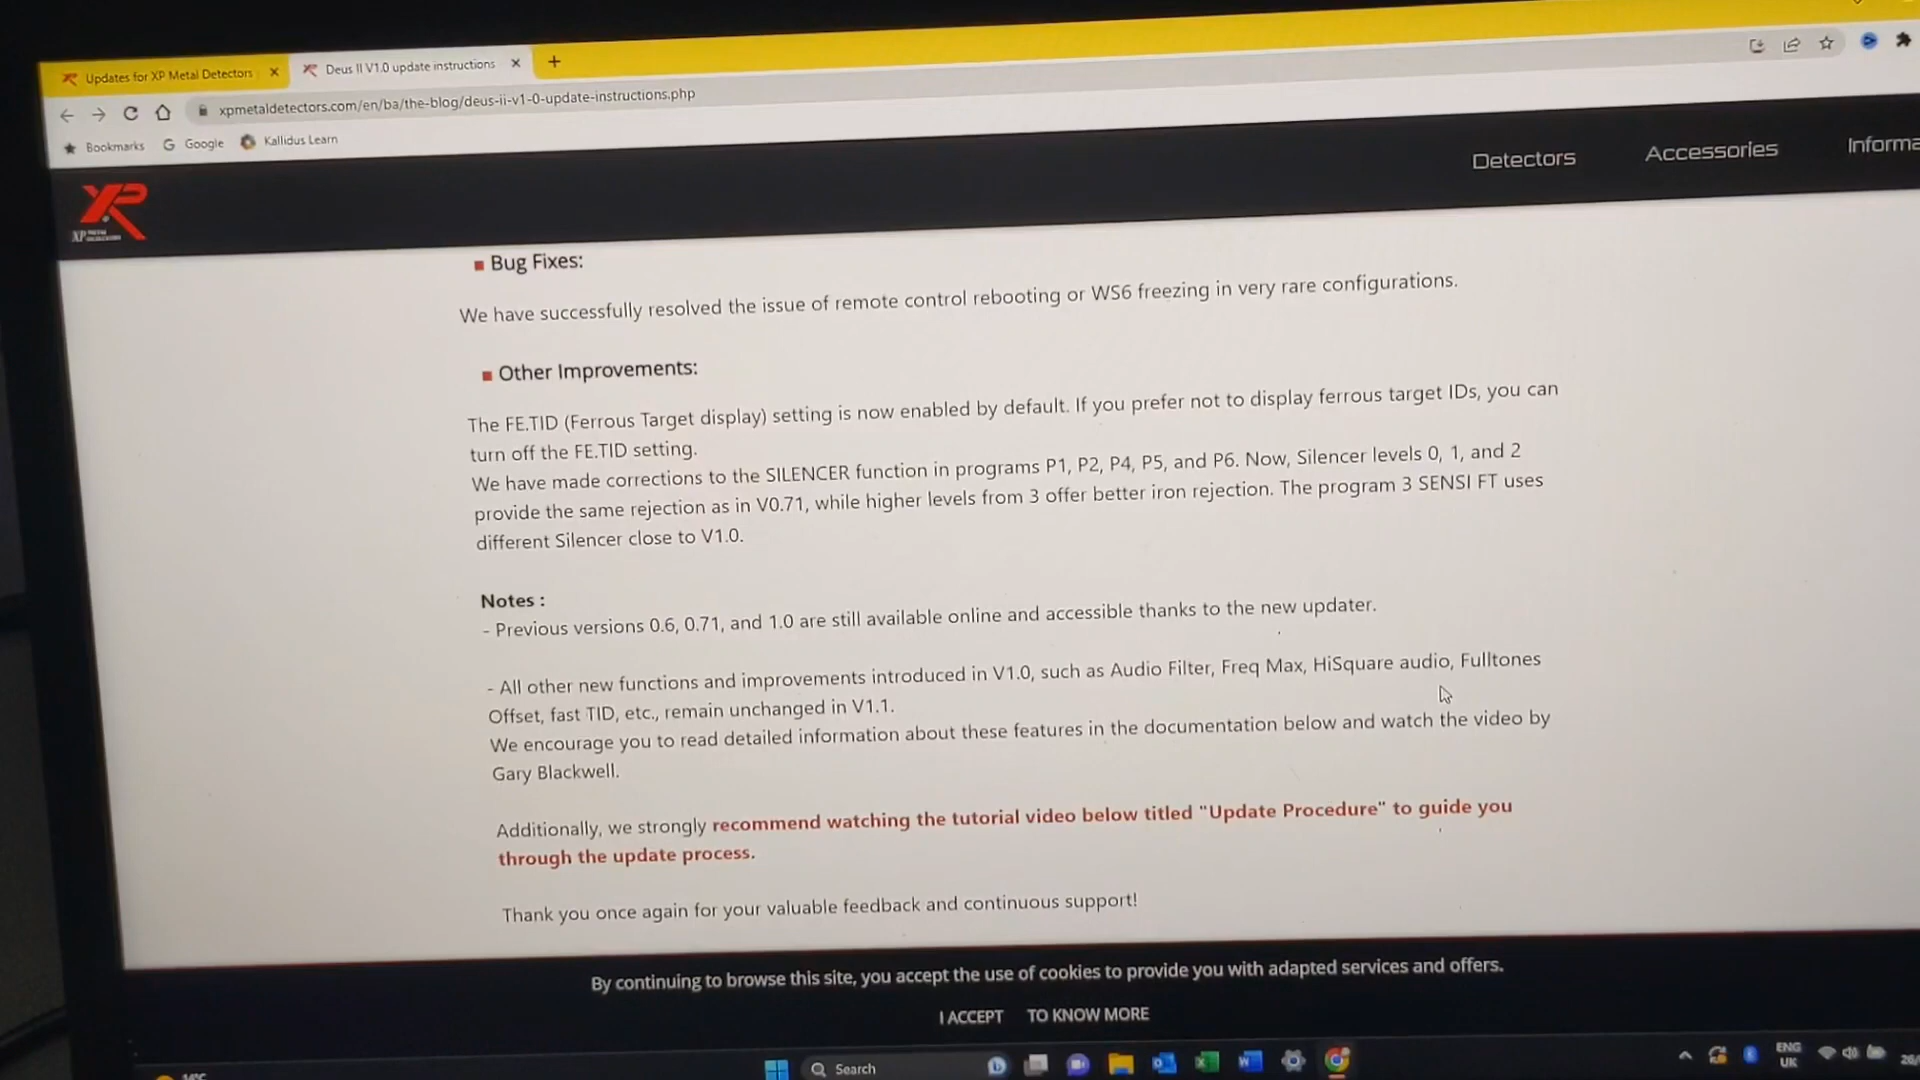 Updates for XP Metal Detectors
Deus II V1.0 update instructions
xpmetaldetectors.com/en/ba/the-blog/deus-ii-v1-0-update-instructions.php
Bookmarks Google Kallidus Learn
Detectors Accessories Informa
XP
Bug Fixes:
We have successfully resolved the issue of remote control rebooting or WS6 freezing in very rare configurations.
Other Improvements:
The FE.TID (Ferrous Target display) setting is now enabled by default. If you prefer not to display ferrous target IDs, you can
turn off the FE.TID setting.
We have made corrections to the SILENCER function in programs P1, P2, P4, P5, and P6. Now, Silencer levels 0, 1, and 2
provide the same rejection as in V0.71, while higher levels from 3 offer better iron rejection. The program 3 SENSI FT uses
different Silencer close to V1.0.
Notes :
- Previous versions 0.6, 0.71, and 1.0 are still available online and accessible thanks to the new updater.
- All other new functions and improvements introduced in V1.0, such as Audio Filter, Freq Max, HiSquare audio, Fulltones
Offset, fast TID, etc., remain unchanged in V1.1.
We encourage you to read detailed information about these features in the documentation below and watch the video by
Gary Blackwell.
Additionally, we strongly recommend watching the tutorial video below titled "Update Procedure" to guide you
through the update process.
Thank you once again for your valuable feedback and continuous support!
By continuing to browse this site, you accept the use of cookies to provide you with adapted services and offers.
I ACCEPT TO KNOW MORE
Search
ENG
UK